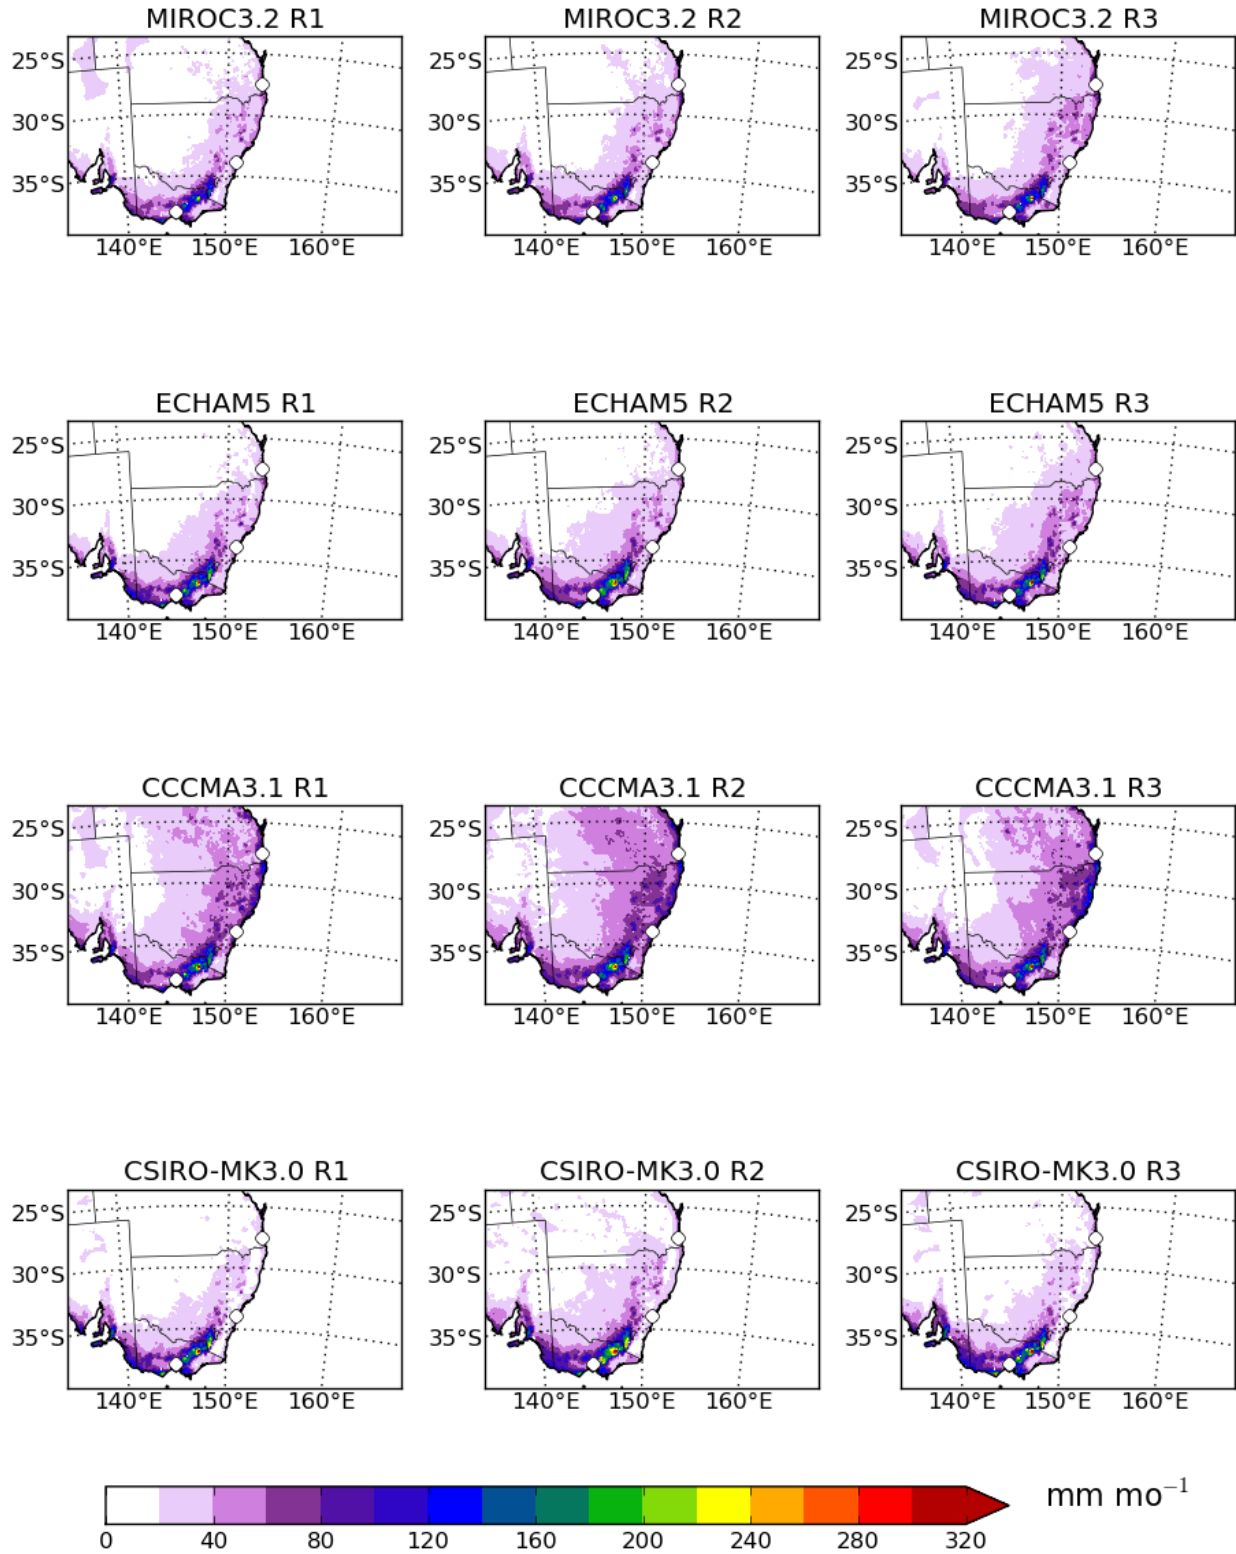 MIROC3.2 R1 MIROC3.2 R2 MIROC3.2 R3
25°S 25°S 25°S
30°S 30°S 30°S
35°S 35°S 35°S
140°E 150°E 160°E 140°E 150°E 160°E 140°E 150°E 160°E
ECHAM5 R1 ECHAM5 R2 ECHAM5 R3
25°S 25°S 25°S
30°S 30°S 30°S
35°S 35°S 35°S
140°E 150°E 160°E 140°E 150°E 160°E 140°E 150°E 160°E
CCCMA3.1 R1 CCCMA3.1 R2 CCCMA3.1 R3
25°S 25°S 25°S
30°S 30°S 30°S
35°S 35°S 35°S
140°E 150°E 160°E 140°E 150°E 160°E 140°E 150°E 160°E
CSIRO-MK3.0 R1 CSIRO-MK3.0 R2 CSIRO-MK3.0 R3
25°S 25°S 25°S
30°S 30°S 30°S
35°S 35°S 35°S
140°E 150°E 160°E 140°E 150°E 160°E 140°E 150°E 160°E
mm mo⁻¹
0 40 80 120 160 200 240 280 320